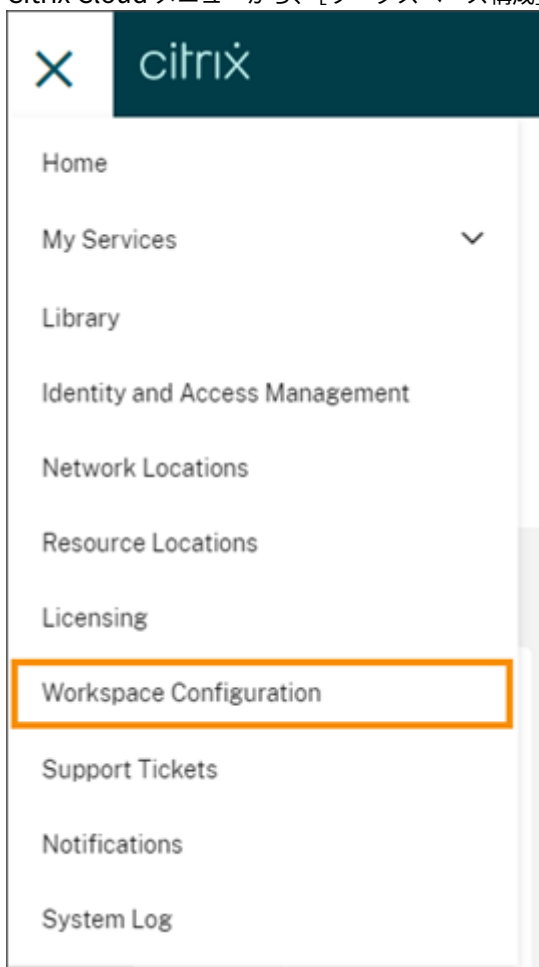 citrix
Home
My Services
Library
Identity and Access Management
Network Locations
Resource Locations
Licensing
Workspace Configuration
Support Tickets
Notifications
System Log